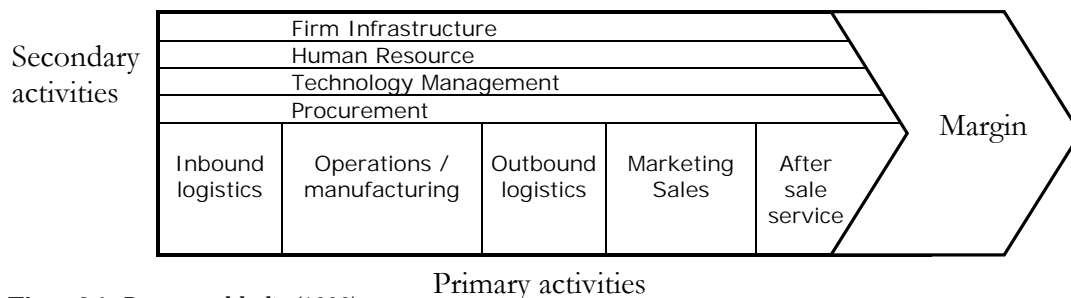 Firm Infrastructure
Human Resource
Technology Management
Procurement
Secondary
activities
Inbound
logistics
Operations /
manufacturing
Outbound
logistics
Marketing
Sales
After
sale
service
Margin
Primary activities